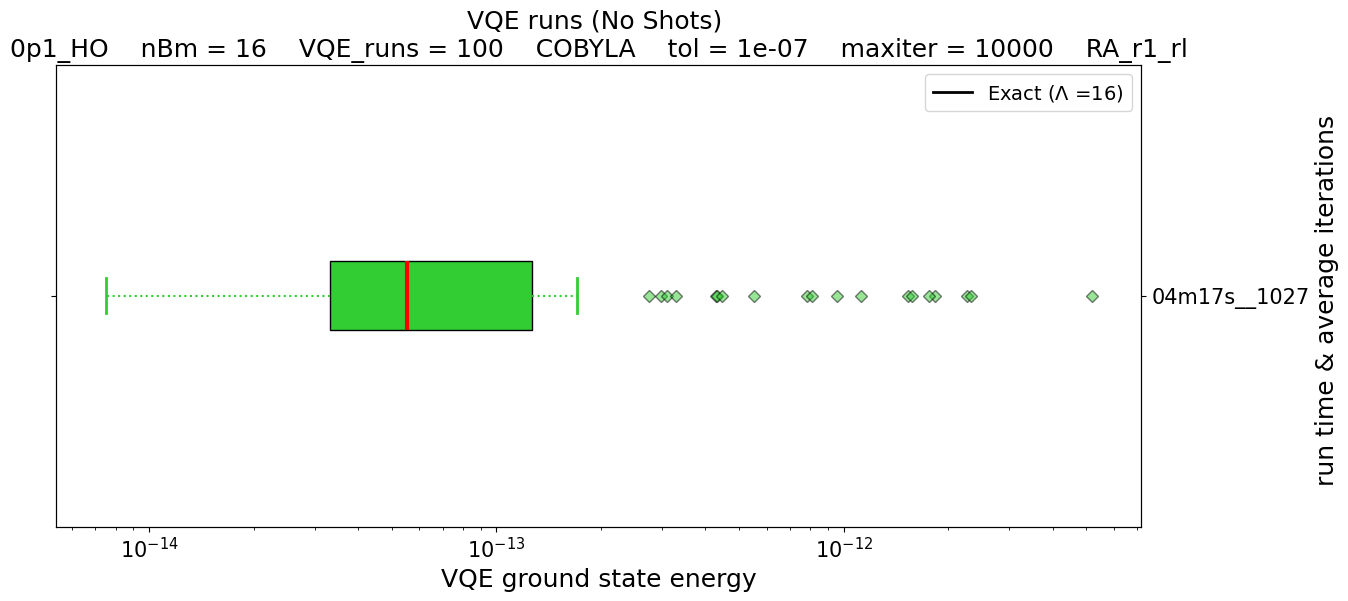 VQE runs (No Shots)
0p1_HO    nBm = 16    VQE_runs = 100    COBYLA    tol = 1e-07    maxiter = 10000    RA_r1_rl
Exact (Λ =16)
04m17s__1027
run time & average iterations
10⁻¹⁴ 10⁻¹³ 10⁻¹²
VQE ground state energy